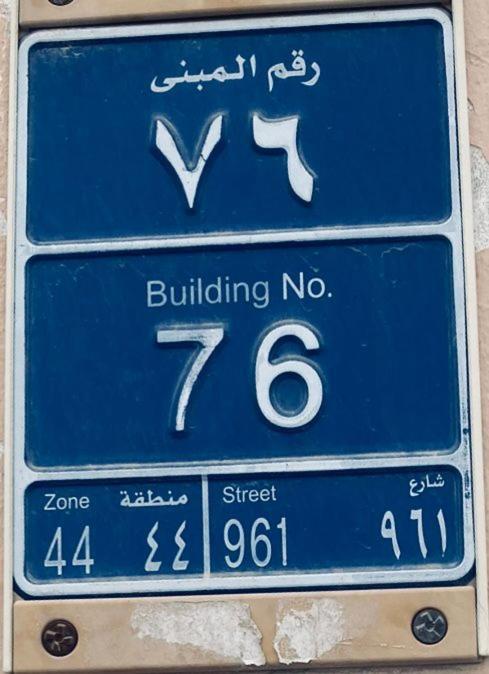 رقم المبنى
٧٦
Building No.
76
Zone منطقة
44 ٤٤
Street شارع
961 ٩٦١